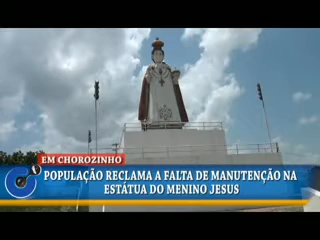 EM CHOROZINHO
POPULAÇÃO RECLAMA A FALTA DE MANUTENÇÃO NA
ESTÁTUA DO MENINO JESUS